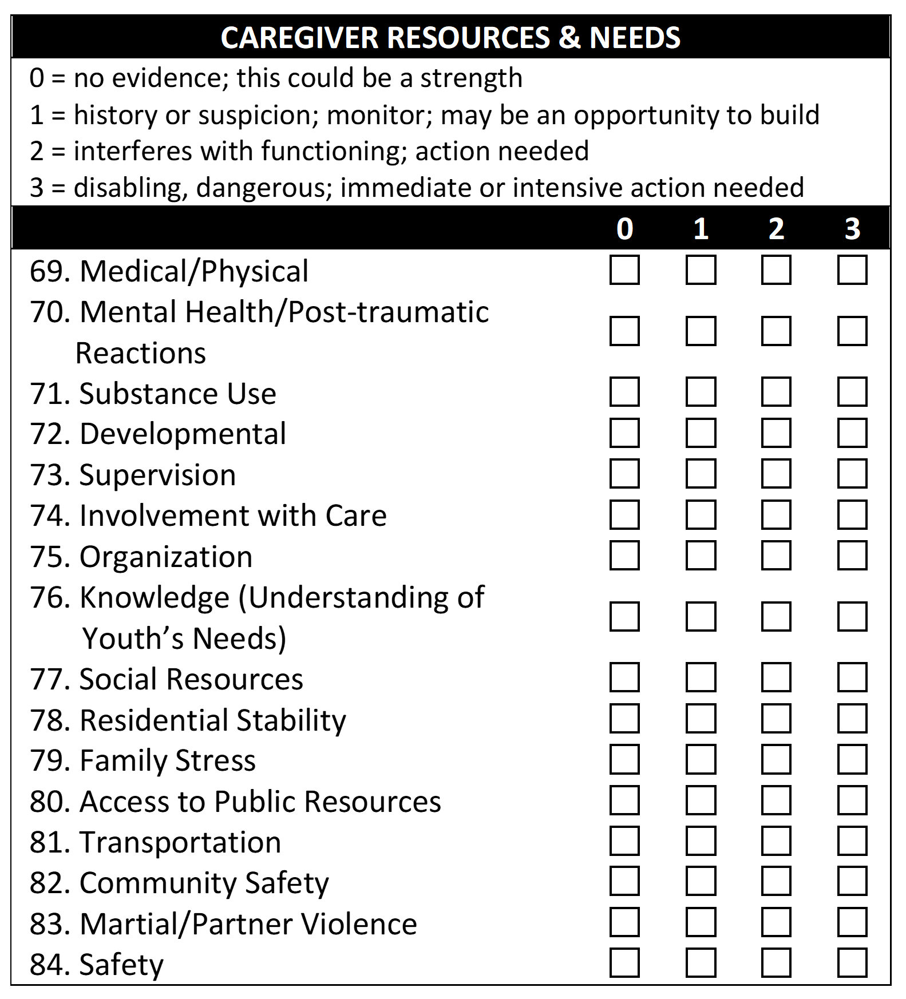 CAREGIVER RESOURCES & NEEDS
0 = no evidence; this could be a strength
1 = history or suspicion; monitor; may be an opportunity to build
2 = interferes with functioning; action needed
3 = disabling, dangerous; immediate or intensive action needed
0 1 2 3
69. Medical/Physical
70. Mental Health/Post-traumatic
Reactions
71. Substance Use
72. Developmental
73. Supervision
74. Involvement with Care
75. Organization
76. Knowledge (Understanding of
Youth’s Needs)
77. Social Resources
78. Residential Stability
79. Family Stress
80. Access to Public Resources
81. Transportation
82. Community Safety
83. Martial/Partner Violence
84. Safety